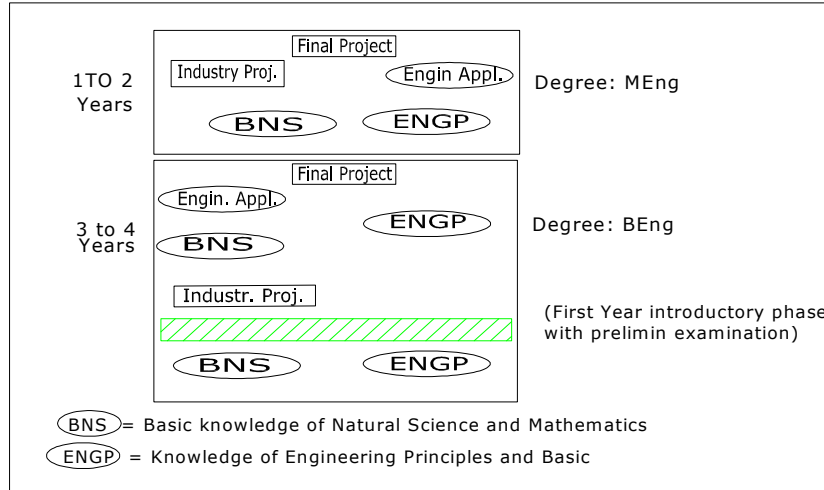 Final Project
Industry Proj.
Engin Appl.
1TO 2
Years
Degree: MEng
BNS
ENGP
Final Project
Engin. Appl.
ENGP
3 to 4
Years
BNS
Degree: BEng
Industr. Proj.
(First Year introductory phase
with prelimin examination)
BNS
ENGP
BNS = Basic knowledge of Natural Science and Mathematics
ENGP = Knowledge of Engineering Principles and Basic